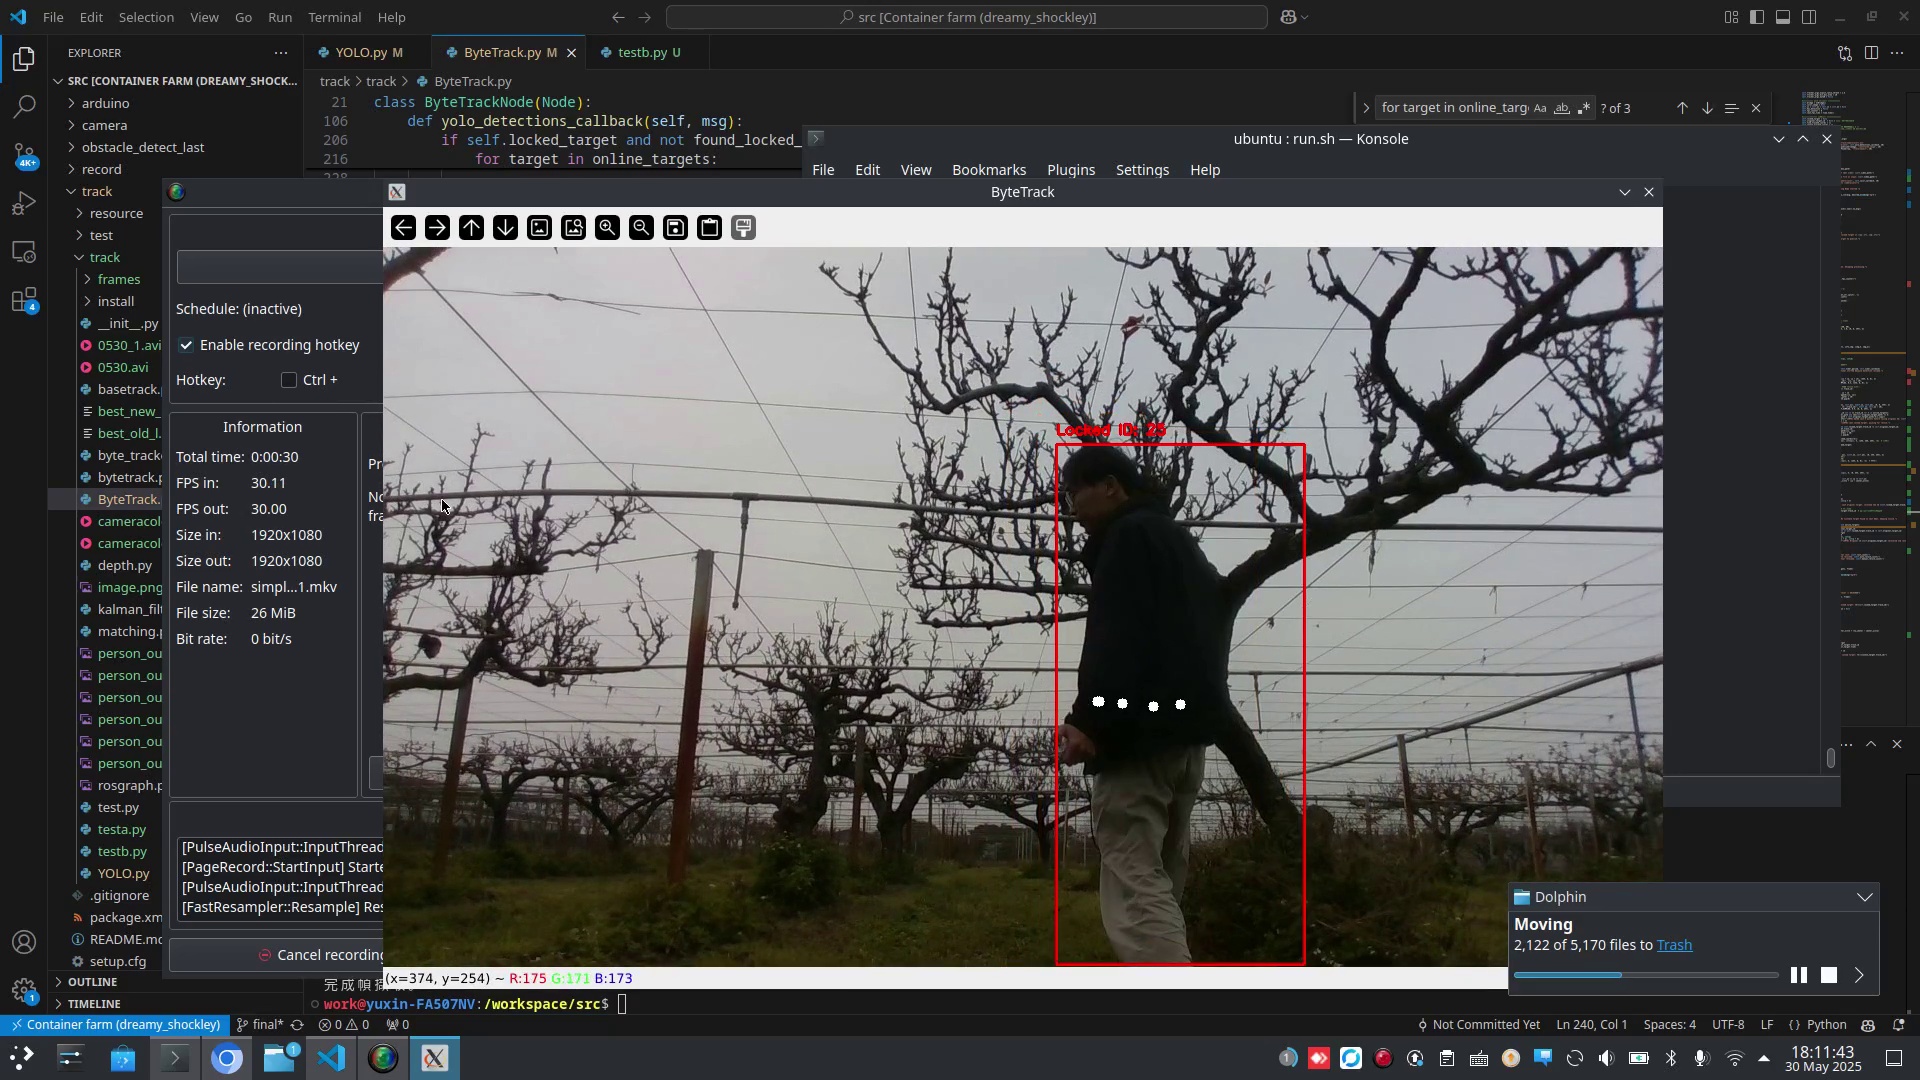 File Edit Selection View Go Run Terminal Help
src [Container farm (dreamy_shockley)]
EXPLORER
YOLO.py M
ByteTrack.py M
testb.py U
SRC [CONTAINER FARM (DREAMY_SHOCK...
track > track > ByteTrack.py
arduino
camera
obstacle_detect_last
record
track
resource
test
track
frames
install
__init__.py
0530_1.avi
0530.avi
basetrack.
best_new_
best_old_l.
byte_track
bytetrack.p
ByteTrack.
cameracol
cameracol
depth.py
image.png
kalman_filt
matching.p
person_ou
person_ou
person_ou
person_ou
person_ou
person_ou
rosgraph.p
test.py
testa.py
testb.py
YOLO.py
.gitignore
package.xm
README.md
setup.cfg
OUTLINE
TIMELINE
4K+
4
1
21 class ByteTrackNode(Node):
106 def yolo_detections_callback(self, msg):
206 if self.locked_target and not found_locked_
216 for target in online_targets:
for target in online_targ Aa ab ? of 3
ubuntu : run.sh — Konsole
File Edit View Bookmarks Plugins Settings Help
ByteTrack
Schedule: (inactive)
Enable recording hotkey
Hotkey: Ctrl +
Information
Total time: 0:00:30
FPS in: 30.11
FPS out: 30.00
Size in: 1920x1080
Size out: 1920x1080
File name: simpl...1.mkv
File size: 26 MiB
Bit rate: 0 bit/s
Pr
No
fra
[PulseAudioInput::InputThread
[PageRecord::StartInput] Starte
[PulseAudioInput::InputThread
[FastResampler::Resample] Res
Cancel recording
Locked ID: 25
(x=374, y=254) ~ R:175 G:171 B:173
work@yuxin-FA507NV:/workspace/src$
Dolphin
Moving
2,122 of 5,170 files to Trash
Container farm (dreamy_shockley) final* 0 0 0
Not Committed Yet Ln 240, Col 1 Spaces: 4 UTF-8 LF {} Python
1
1
18:11:43
30 May 2025